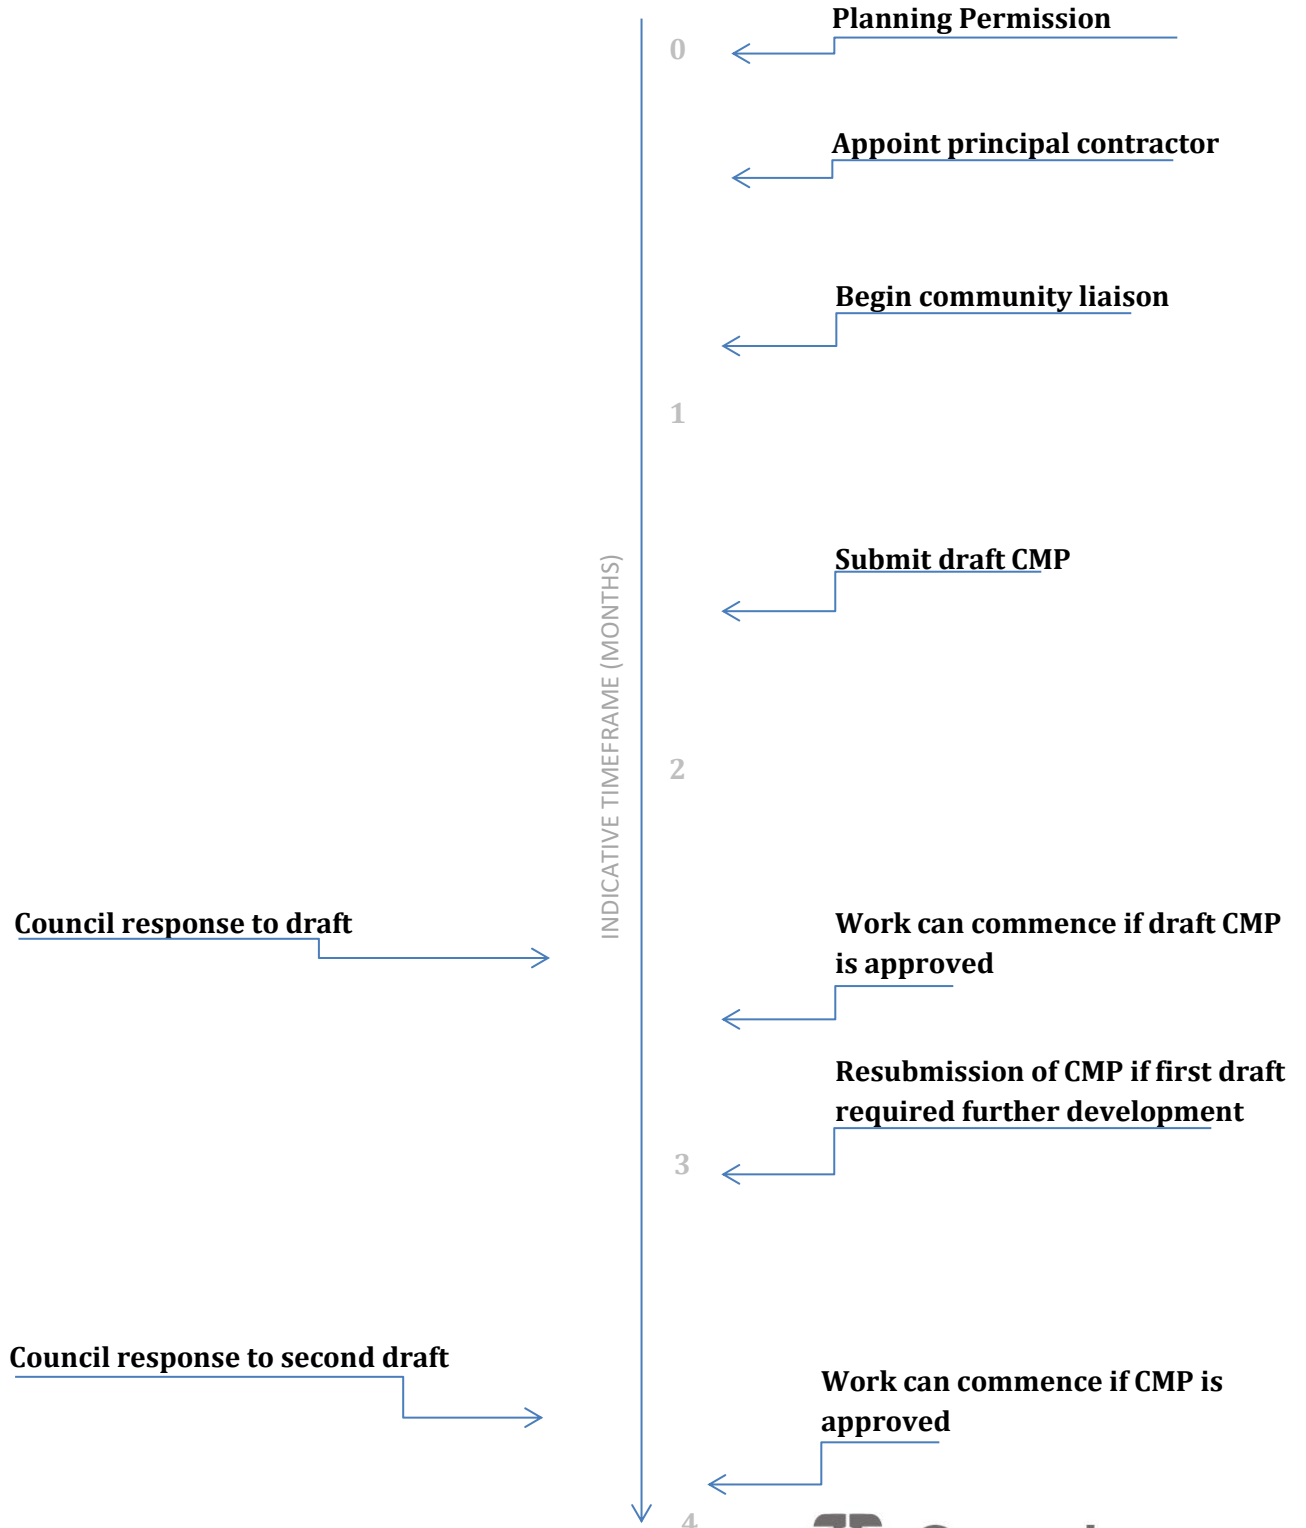 Planning Permission
0
Appoint principal contractor
Begin community liaison
1
Submit draft CMP
INDICATIVE TIMEFRAME (MONTHS)
2
Council response to draft
Work can commence if draft CMP
is approved
Resubmission of CMP if first draft
required further development
3
Council response to second draft
Work can commence if CMP is
approved
4